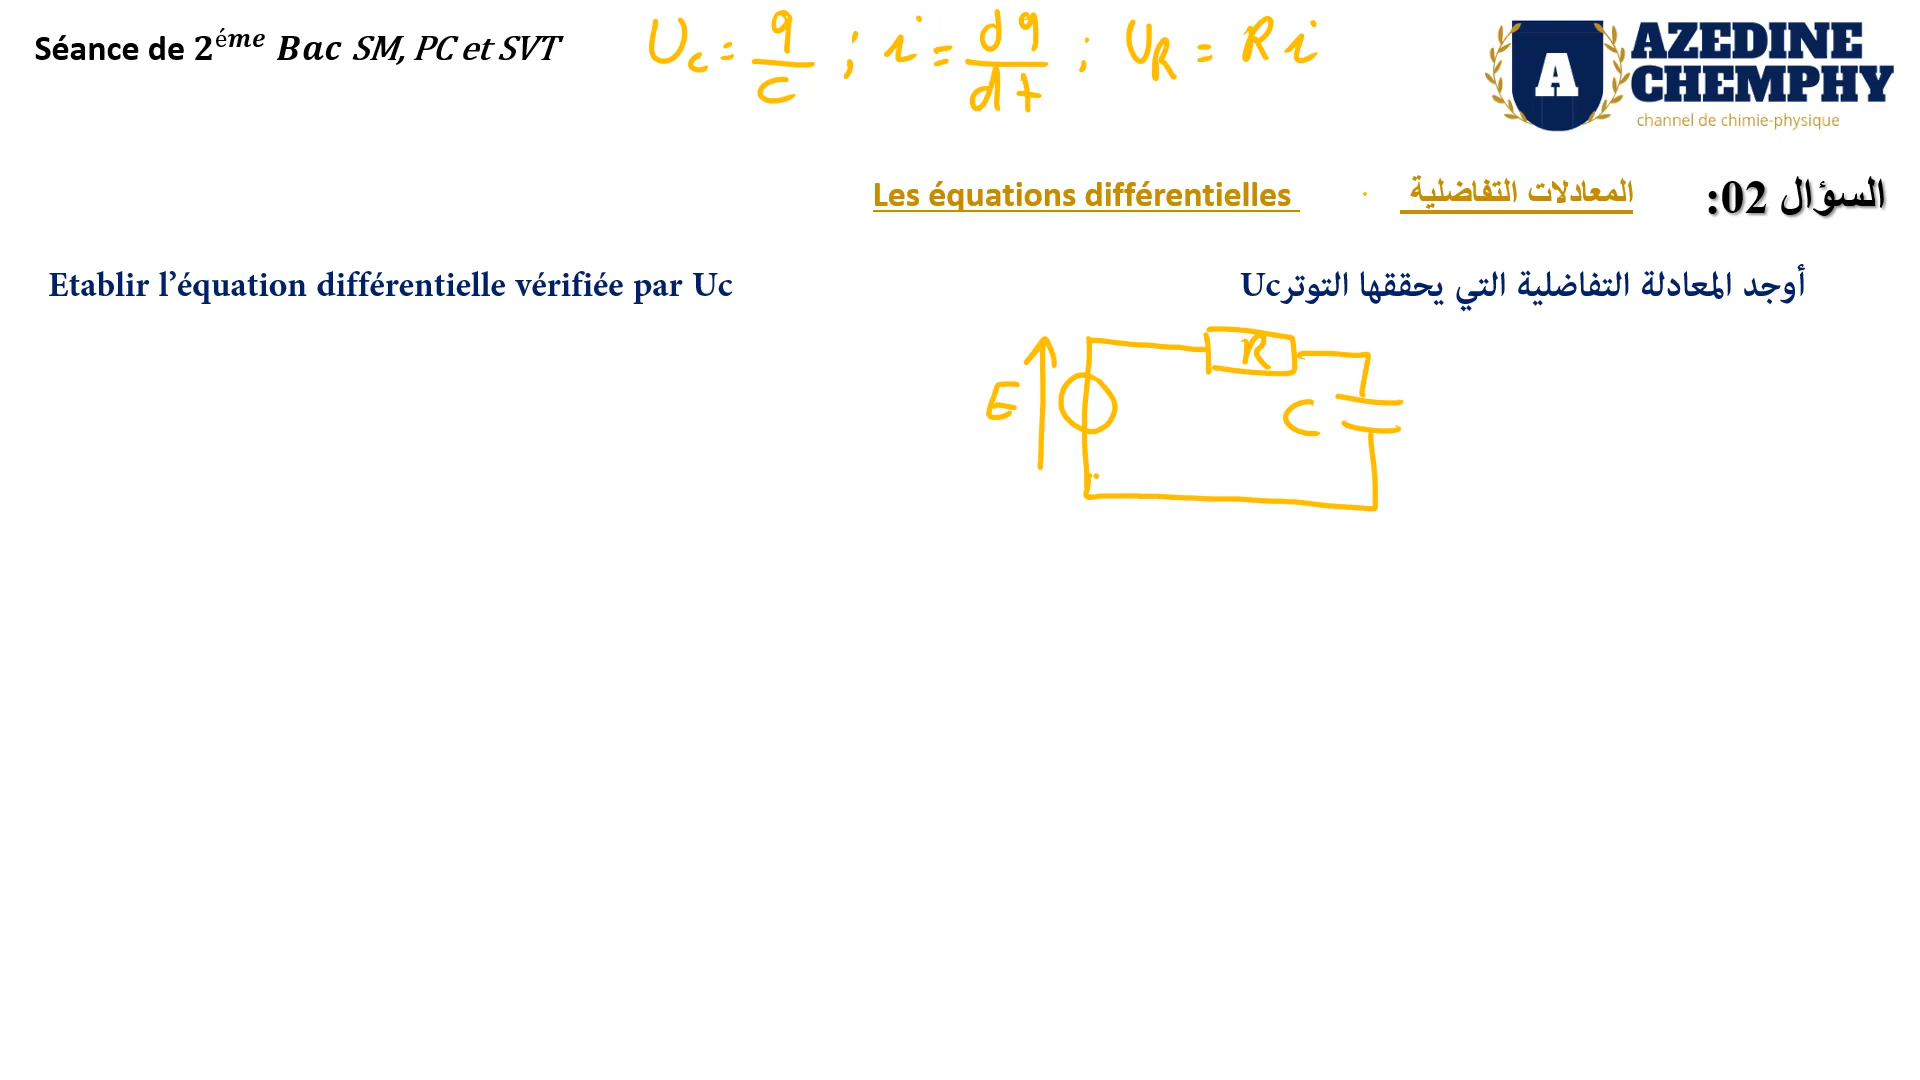 Séance de 2éme Bac SM, PC et SVT
Uc = q/c ; i = dq/dt ; UR = Ri
AZEDINE
CHEMPHY
A
channel de chimie-physique
السؤال 02:
المعادلات التفاضلية
Les équations différentielles
Etablir l’équation différentielle vérifiée par Uc
أوجد المعادلة التفاضلية التي يحققها التوترUc
R
E
C